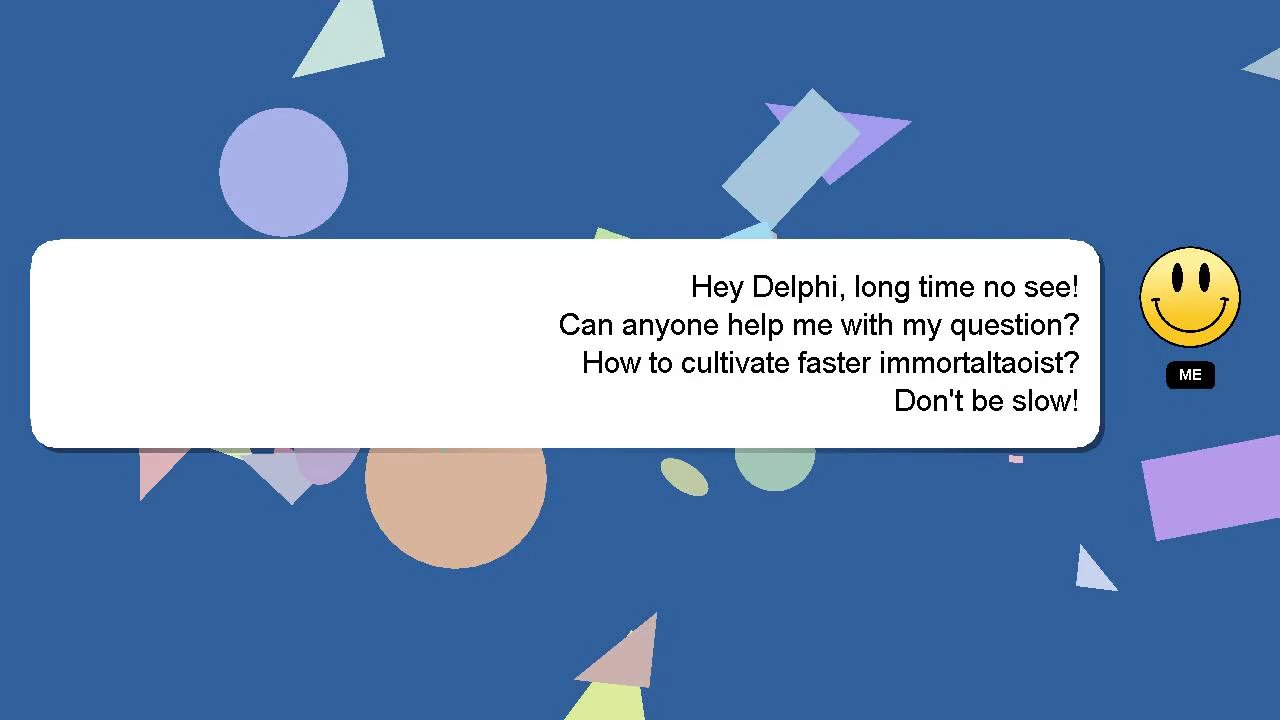 Hey Delphi, long time no see!
Can anyone help me with my question?
How to cultivate faster immortaltaoist?
Don't be slow!
ME